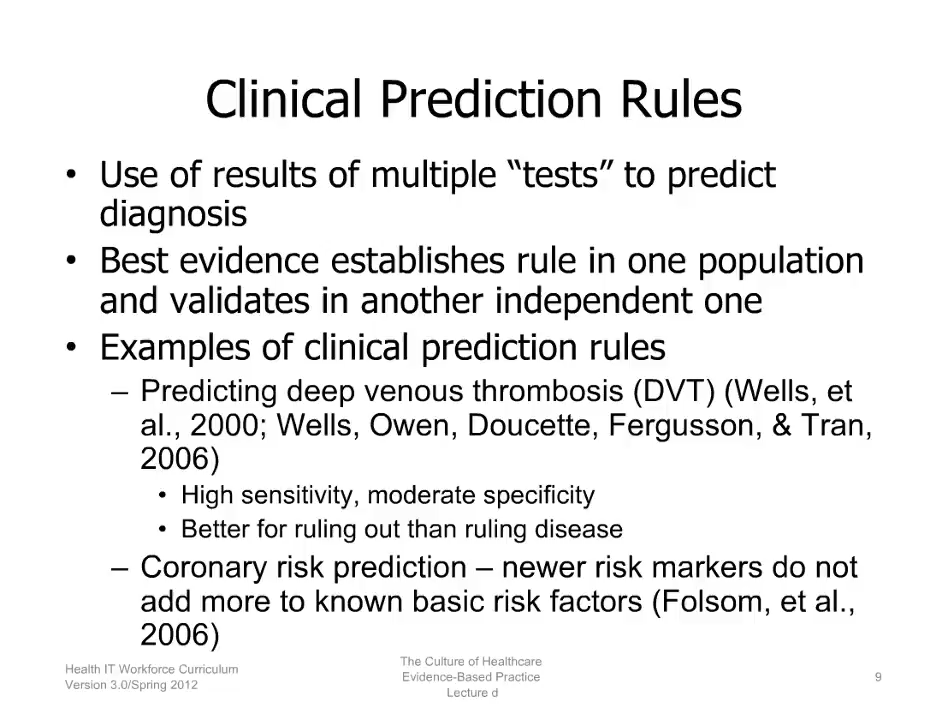 Clinical Prediction Rules
• Use of results of multiple “tests” to predict
diagnosis
• Best evidence establishes rule in one population
and validates in another independent one
• Examples of clinical prediction rules
– Predicting deep venous thrombosis (DVT) (Wells, et
al., 2000; Wells, Owen, Doucette, Fergusson, & Tran,
2006)
• High sensitivity, moderate specificity
• Better for ruling out than ruling disease
– Coronary risk prediction – newer risk markers do not
add more to known basic risk factors (Folsom, et al.,
2006)
Health IT Workforce Curriculum
Version 3.0/Spring 2012
The Culture of Healthcare
Evidence-Based Practice
Lecture d
9